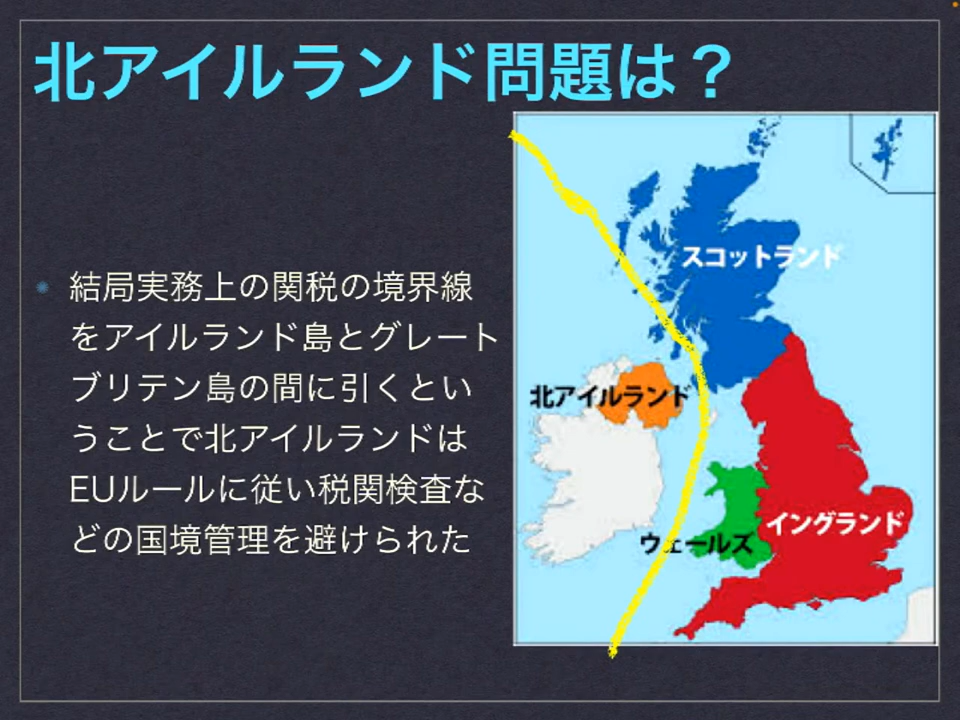 北アイルランド問題は？
結局実務上の関税の境界線
をアイルランド島とグレート
ブリテン島の間に引くとい
うことで北アイルランドは
EUルールに従い税関検査な
どの国境管理を避けられた
スコットランド
北アイルランド
イングランド
ウェールズ